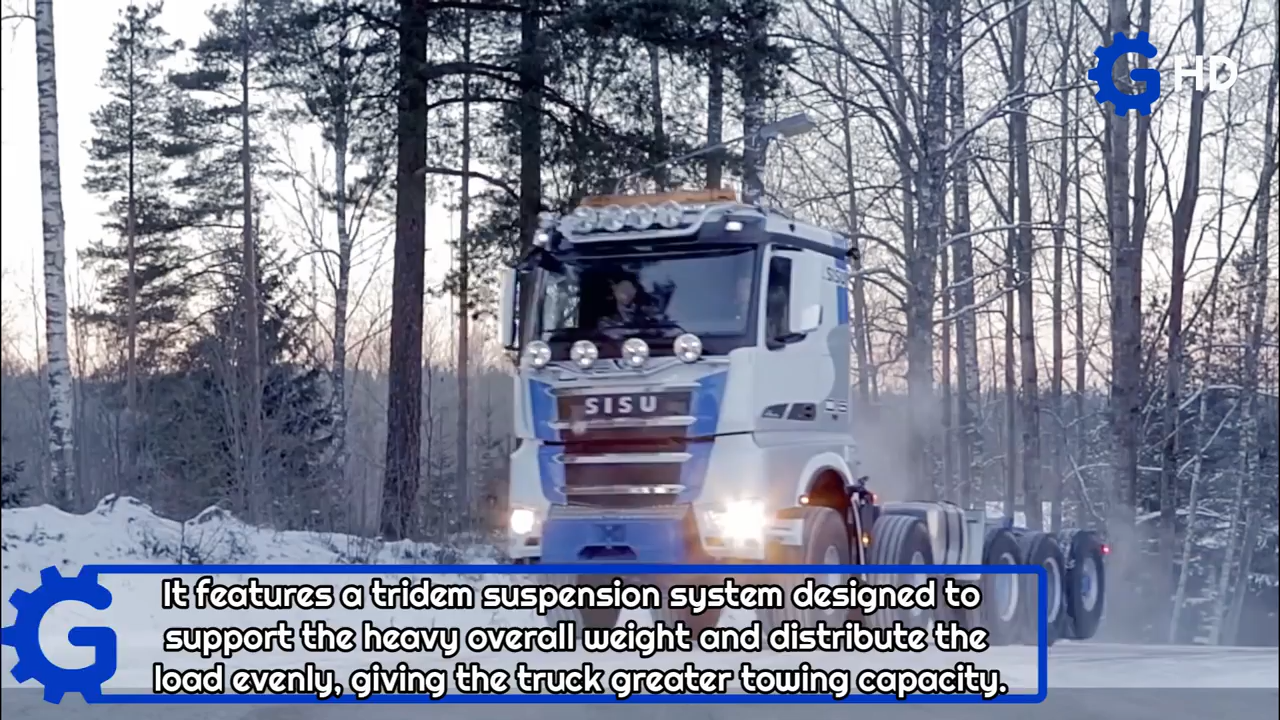 G HD
SISU
It features a tridem suspension system designed to
support the heavy overall weight and distribute the
load evenly, giving the truck greater towing capacity.
G